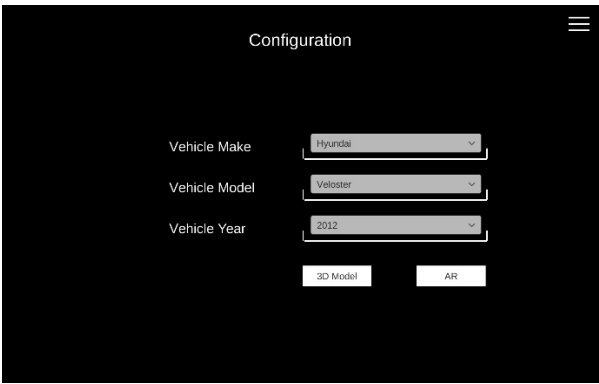 Configuration
Vehicle Make Hyundai
Vehicle Model Veloster
Vehicle Year 2012
3D Model AR